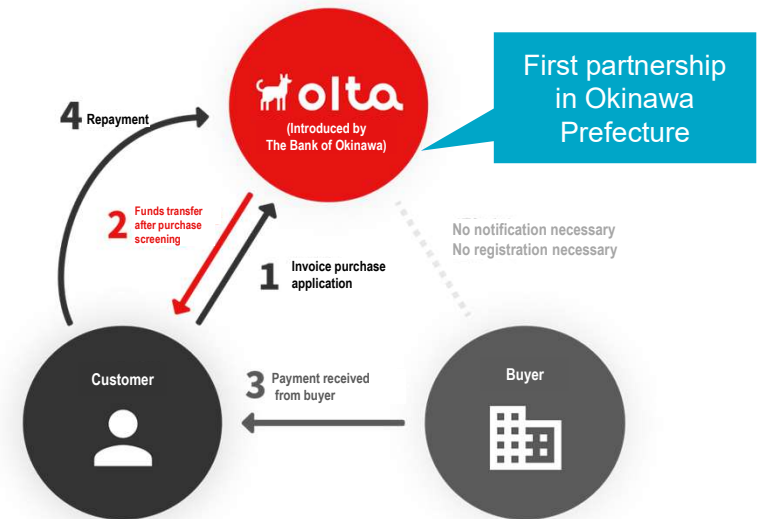 olta
(Introduced by
The Bank of Okinawa)
First partnership
in Okinawa
Prefecture
4 Repayment
2 Funds transfer
after purchase
screening
No notification necessary
No registration necessary
1 Invoice purchase
application
Customer
3 Payment received
from buyer
Buyer